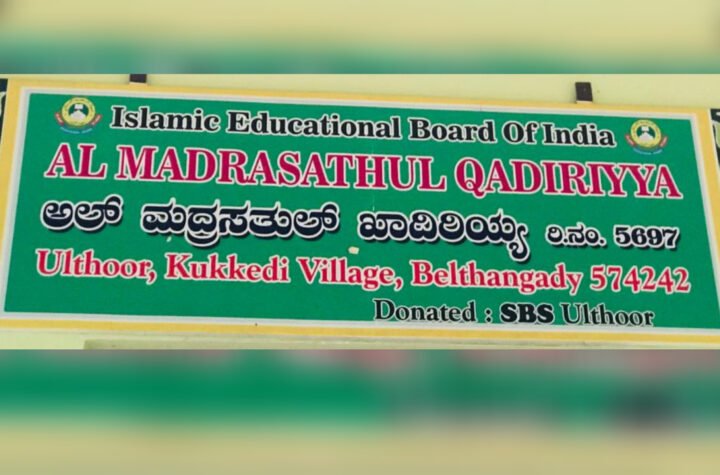 Islamic Educational Board Of India
AL MADRASATHUL QADIRIYYA
ಅಲ್ ಮದ್ರಸತುಲ್ ಖಾದಿರಿಯ್ಯ ರಿ.ನಂ. 5697
Ulthoor, Kukkedi Village, Belthangady 574242
Donated : SBS Ulthoor